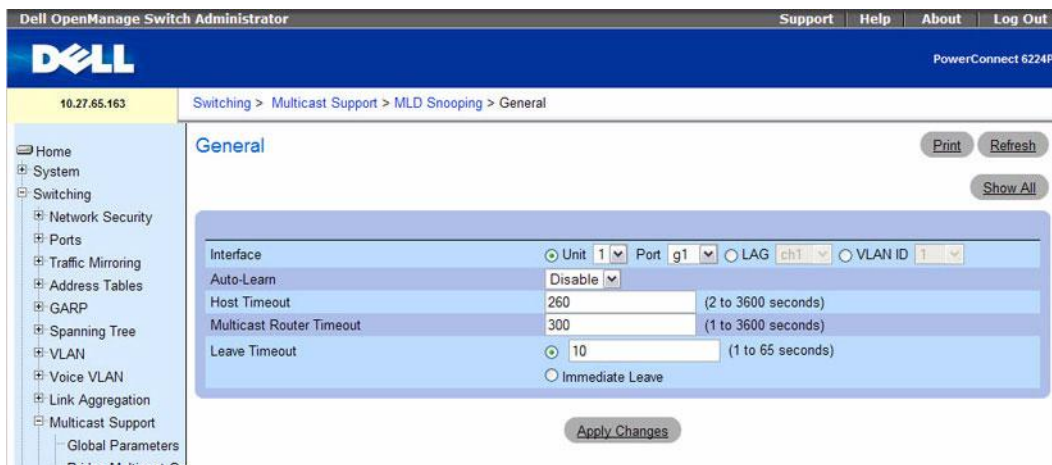 Dell OpenManage Switch Administrator
Support Help About Log Out
DELL
PowerConnect 6224P
10.27.65.163
Switching > Multicast Support > MLD Snooping > General
Home
System
Switching
Network Security
Ports
Traffic Mirroring
Address Tables
GARP
Spanning Tree
VLAN
Voice VLAN
Link Aggregation
Multicast Support
Global Parameters
General
Print Refresh
Show All
Interface Unit 1 Port g1 LAG ch1 VLAN ID 1
Auto-Learn Disable
Host Timeout 260 (2 to 3600 seconds)
Multicast Router Timeout 300 (1 to 3600 seconds)
Leave Timeout 10 (1 to 65 seconds)
Immediate Leave
Apply Changes